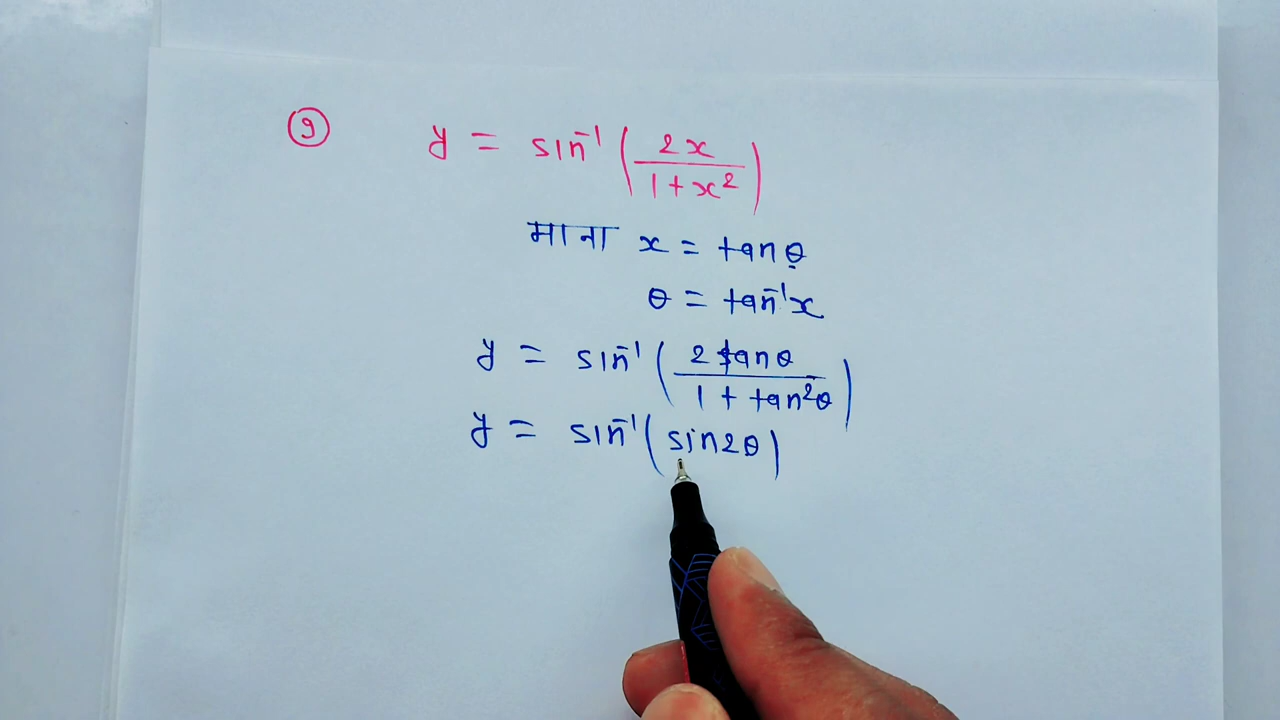 9 y = sin⁻¹ (2x / 1+x²)
माना x = tanθ
θ = tan⁻¹x
y = sin⁻¹ (2tanθ / 1 + tan²θ)
y = sin⁻¹ (sin2θ)